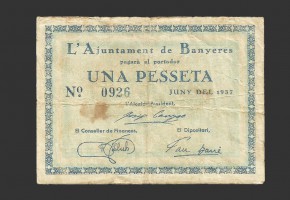 L'Ajuntament de Banyeres
pagarà al portador
UNA PESSETA
Nº 0926 JUNY DEL 1937
L'Alcalde-President,
El Conseller de Finances, El Dipositari,
Pau